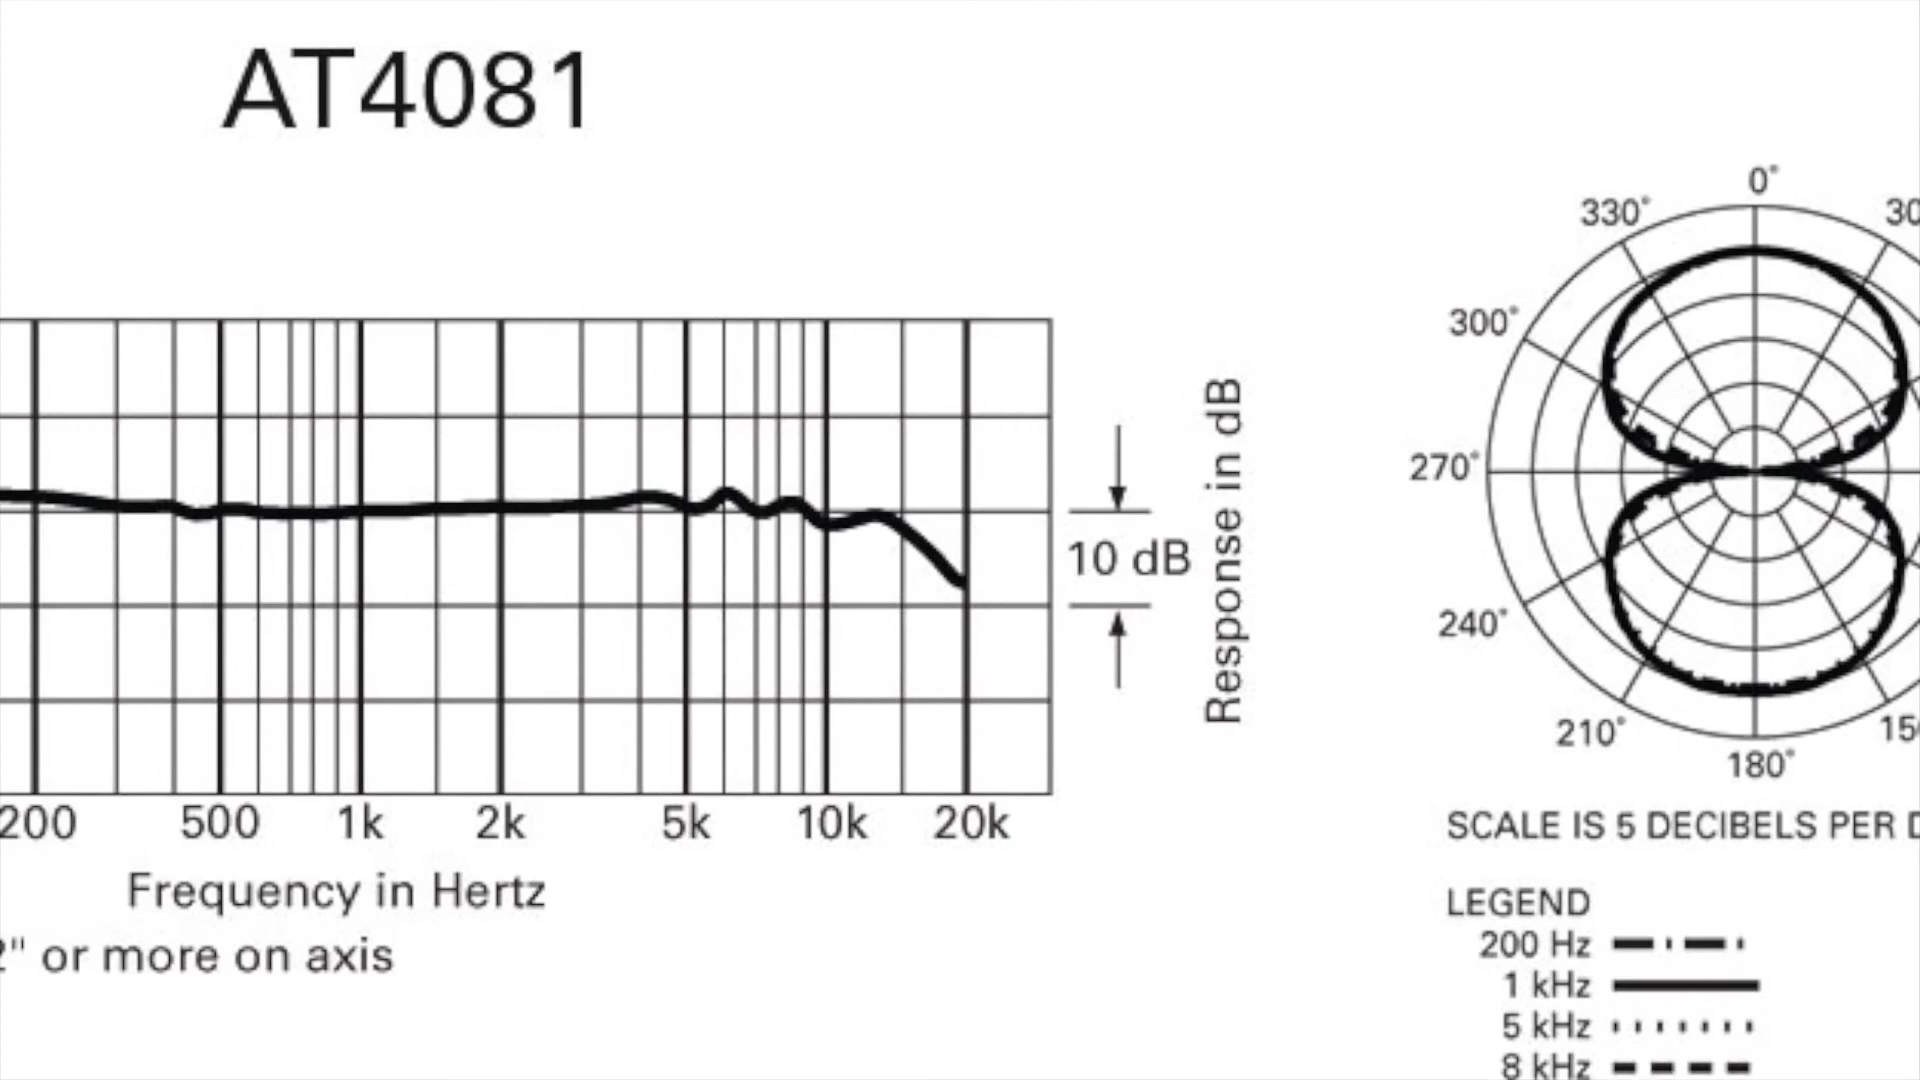 AT4081
200 500 1k 2k 5k 10k 20k
Frequency in Hertz
" or more on axis
10 dB
Response in dB
0°
330°
30
300°
270°
240°
210°
15
180°
SCALE IS 5 DECIBELS PER
LEGEND
200 Hz
1 kHz
5 kHz
8 kHz